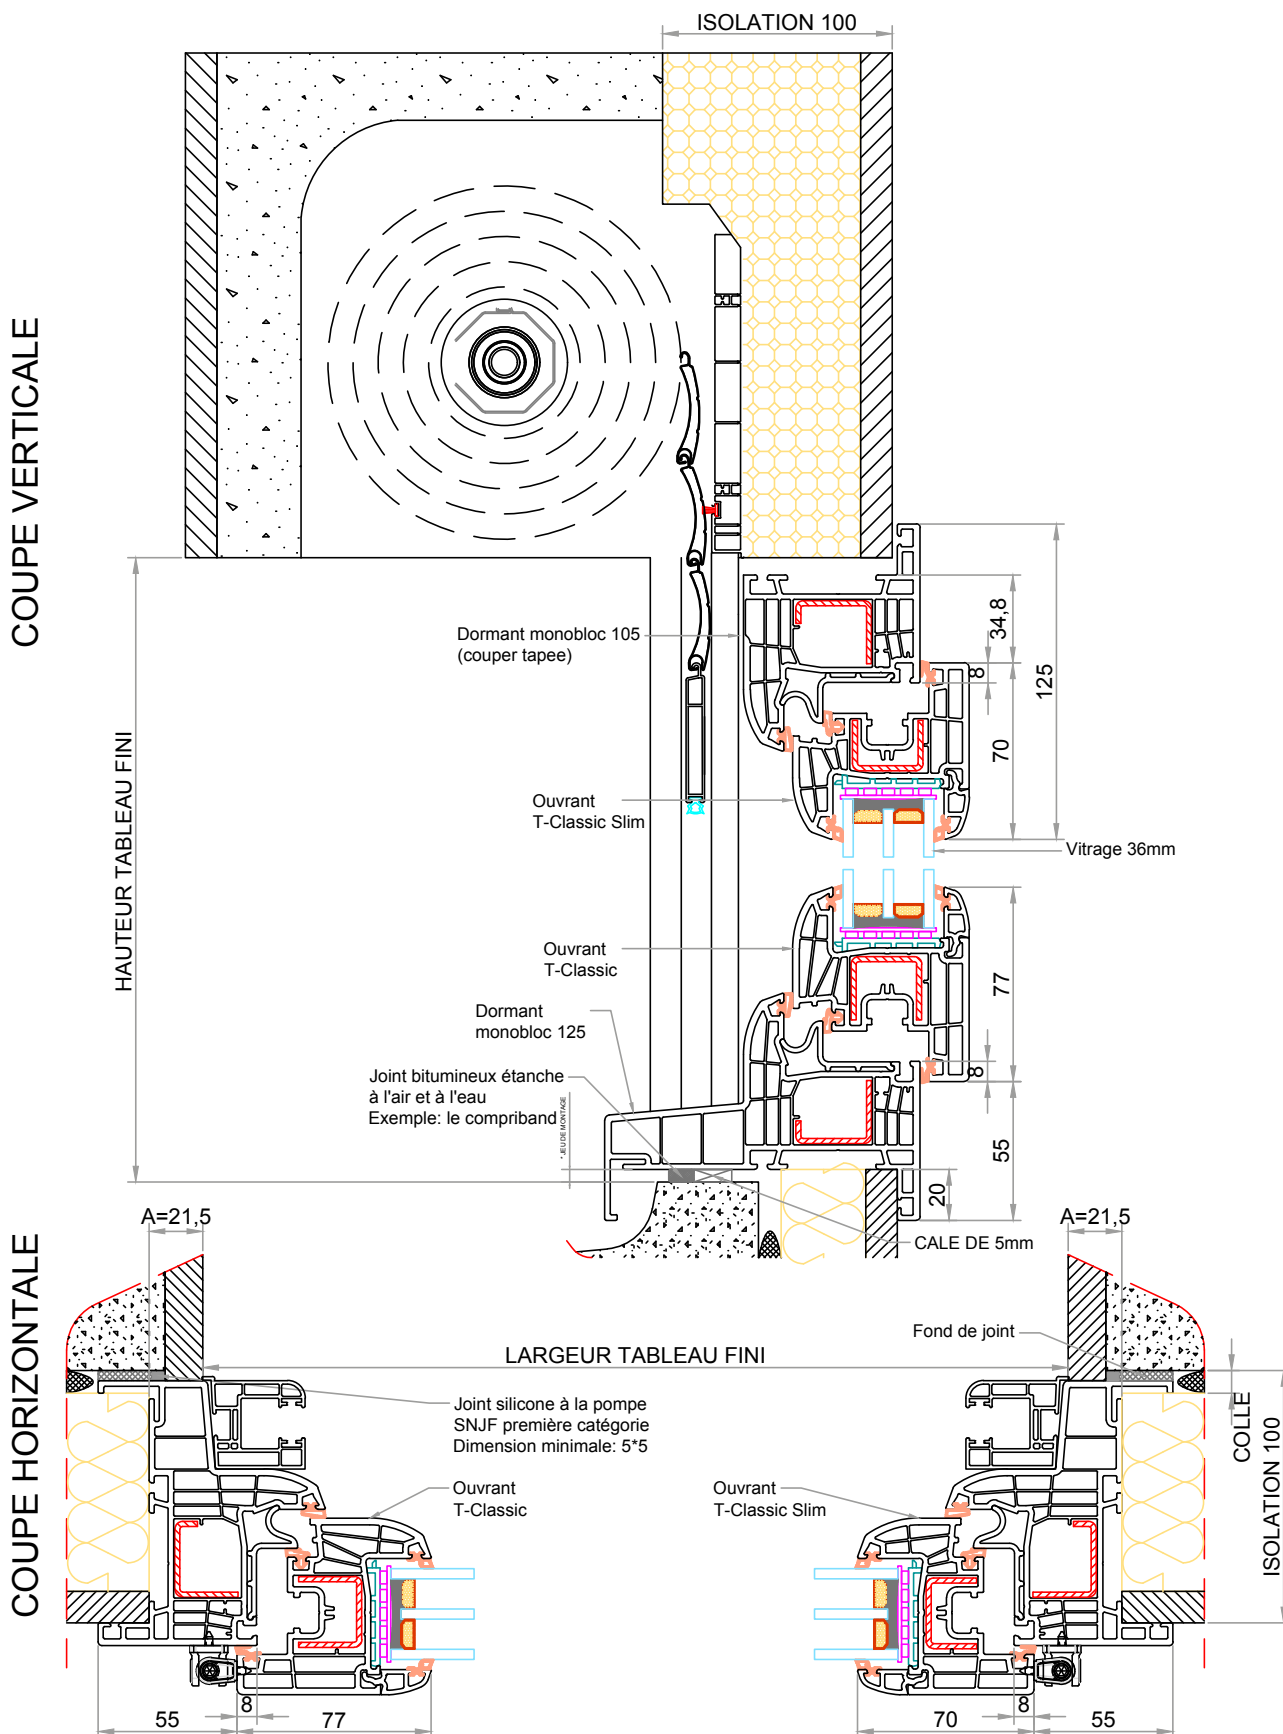 ISOLATION 100
COUPE VERTICALE
HAUTEUR TABLEAU FINI
Dormant monobloc 105
(couper tapee)
34,8
8
125
70
Ouvrant
T-Classic Slim
Vitrage 36mm
Ouvrant
T-Classic
77
Dormant
monobloc 125
8
Joint bitumineux étanche
à l'air et à l'eau
Exemple: le compriband
* JEU DE MONTAGE
55
20
CALE DE 5mm
COUPE HORIZONTALE
A=21,5
A=21,5
Fond de joint
LARGEUR TABLEAU FINI
Joint silicone à la pompe
SNJF première catégorie
Dimension minimale: 5*5
COLLE
ISOLATION 100
Ouvrant
T-Classic
Ouvrant
T-Classic Slim
55
8
77
70
8
55